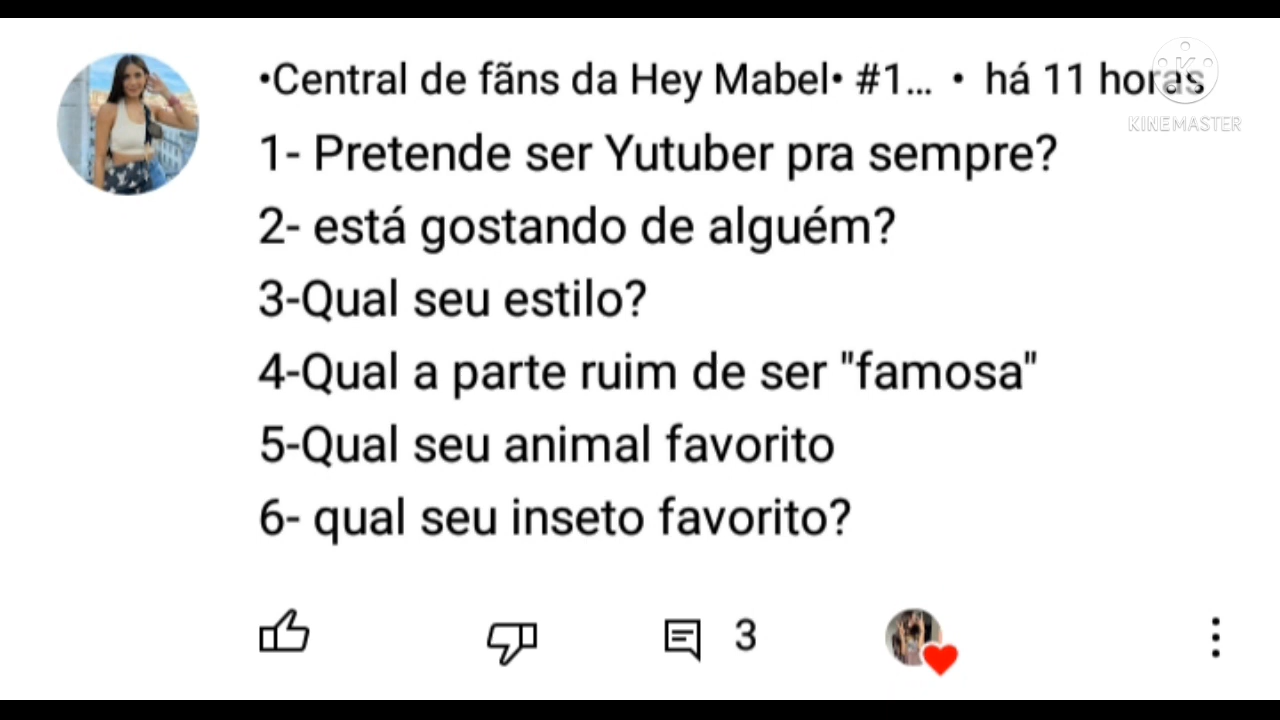 •Central de fãns da Hey Mabel• #1... • há 11 horas
KINEMASTER
1- Pretende ser Yutuber pra sempre?
2- está gostando de alguém?
3-Qual seu estilo?
4-Qual a parte ruim de ser "famosa"
5-Qual seu animal favorito
6- qual seu inseto favorito?
3